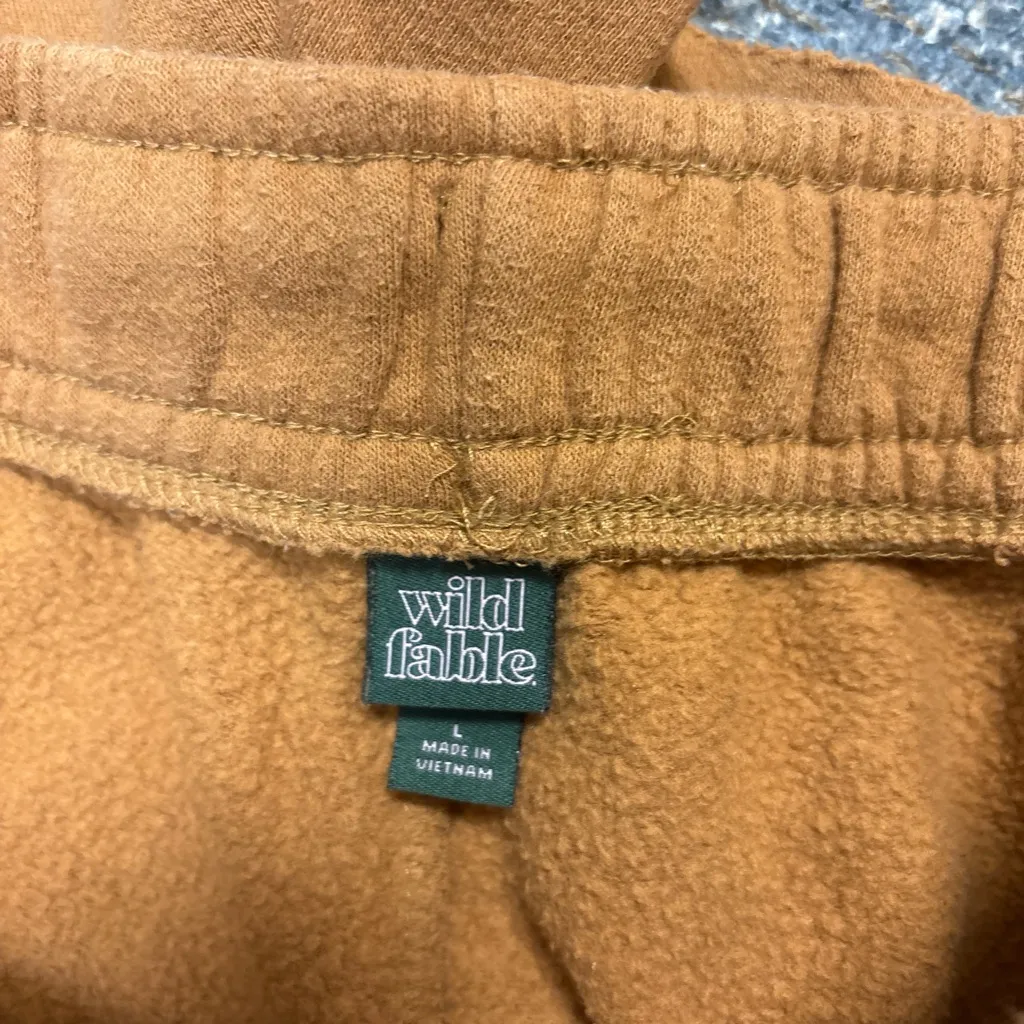 wild
fable.
L
MADE IN
VIETNAM